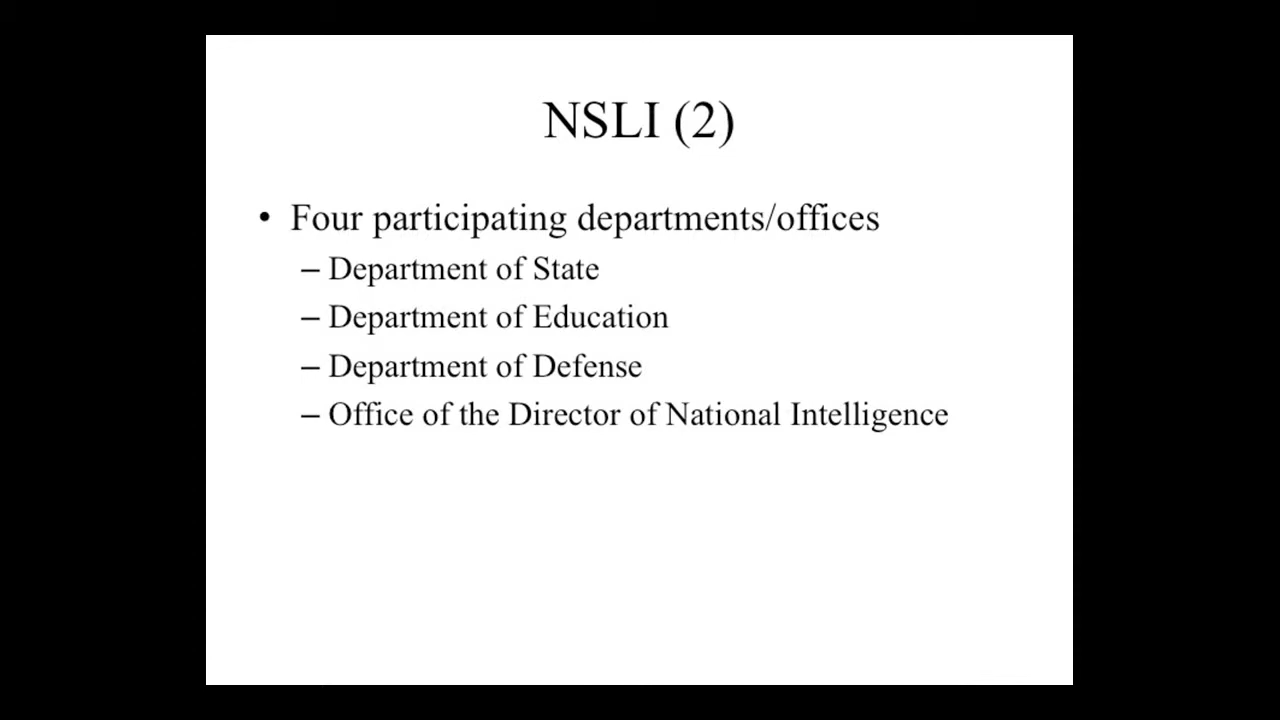 NSLI (2)
• Four participating departments/offices
– Department of State
– Department of Education
– Department of Defense
– Office of the Director of National Intelligence